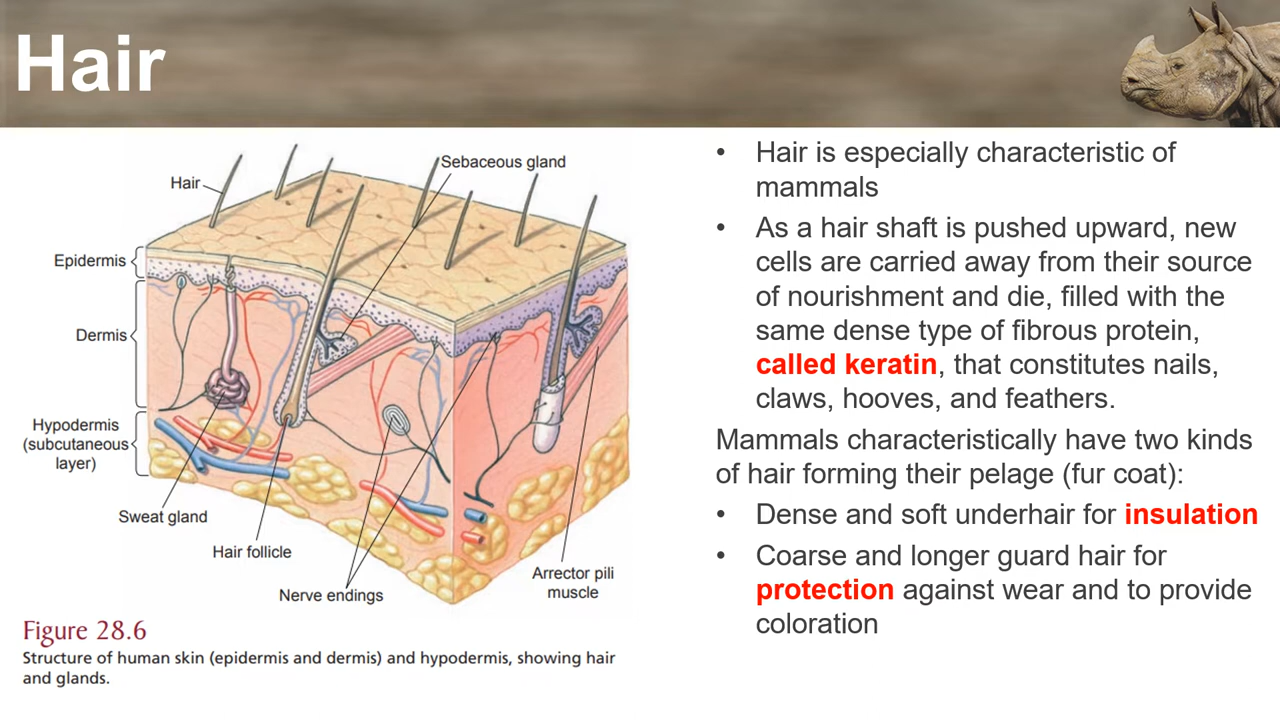 Hair
Sebaceous gland
Hair
Epidermis
Dermis
Hypodermis
(subcutaneous
layer)
Sweat gland
Hair follicle
Nerve endings
Arrector pili
muscle
Figure 28.6
Structure of human skin (epidermis and dermis) and hypodermis, showing hair
and glands.
• Hair is especially characteristic of
mammals
• As a hair shaft is pushed upward, new
cells are carried away from their source
of nourishment and die, filled with the
same dense type of fibrous protein,
called keratin, that constitutes nails,
claws, hooves, and feathers.
Mammals characteristically have two kinds
of hair forming their pelage (fur coat):
• Dense and soft underhair for insulation
• Coarse and longer guard hair for
protection against wear and to provide
coloration